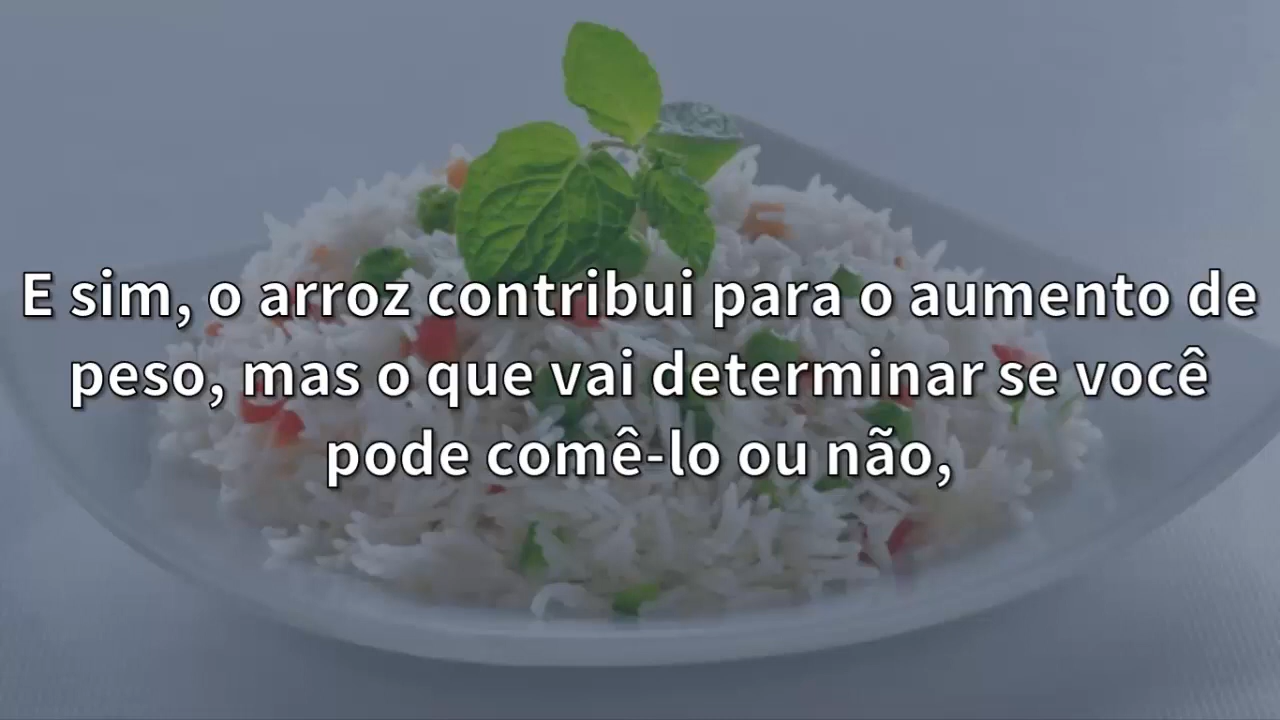 E sim, o arroz contribui para o aumento de
peso, mas o que vai determinar se você
pode comê-lo ou não,